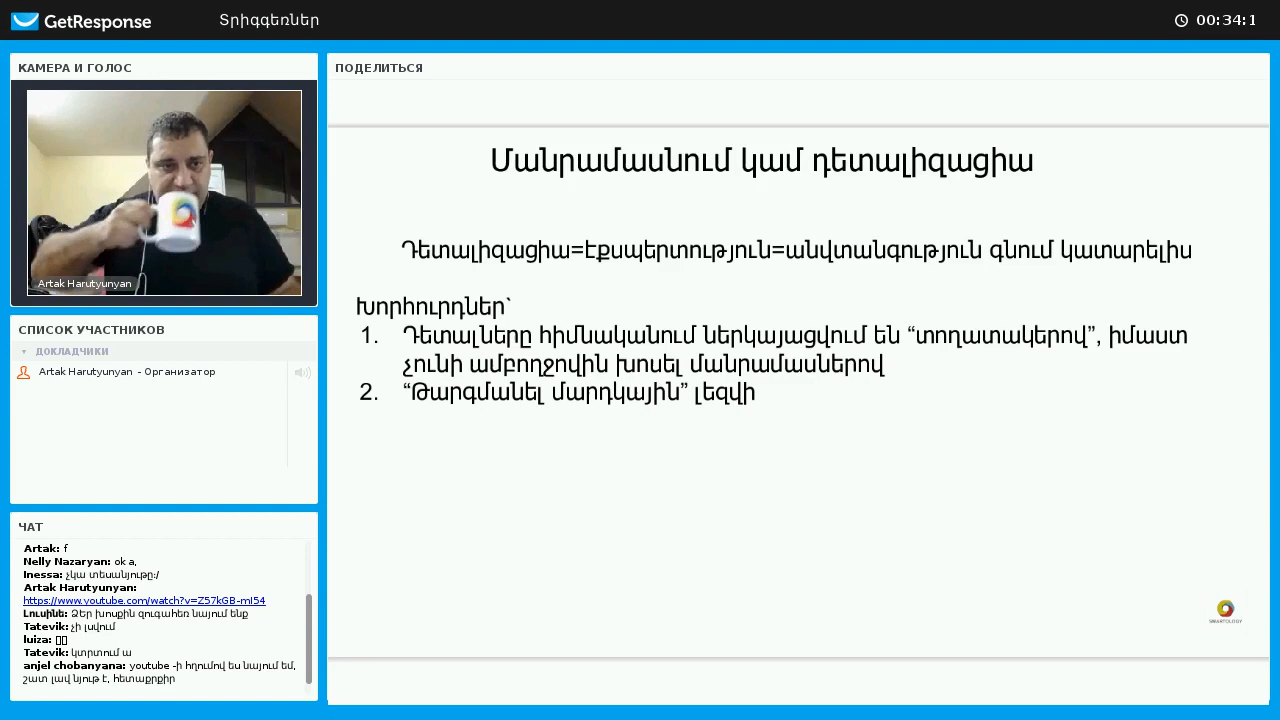 GetResponse
Տրիգգեռներ
00:34:1
КАМЕРА И ГОЛОС
Artak Harutyunyan
СПИСОК УЧАСТНИКОВ
ДОКЛАДЧИКИ
Artak Harutyunyan - Организатор
ЧАТ
Artak: f
Nelly Nazaryan: ok a,
Inessa: չկա տեսանյութը:/
Artak Harutyunyan:
https://www.youtube.com/watch?v=Z57kGB-mI54
Լուսինե: Ձեր խոսքին զուգահեռ նայում ենք
Tatevik: չի լսվում
luiza:
Tatevik: կտրտում ա
anjel chobanyana: youtube -ի հղումով ես նայում եմ,
շատ լավ նյութ է, հետաքրքիր
ПОДЕЛИТЬСЯ
Մանրամասնում կամ դետալիզացիա
Դետալիզացիա=էքսպերտություն=անվտանգություն գնում կատարելիս
Խորհուրդներ՝
1. Դետալները հիմնականում ներկայացվում են “տողատակերով”, իմաստ
չունի ամբողջովին խոսել մանրամասներով
2. “Թարգմանել մարդկային” լեզվի
SMARTOLOGY